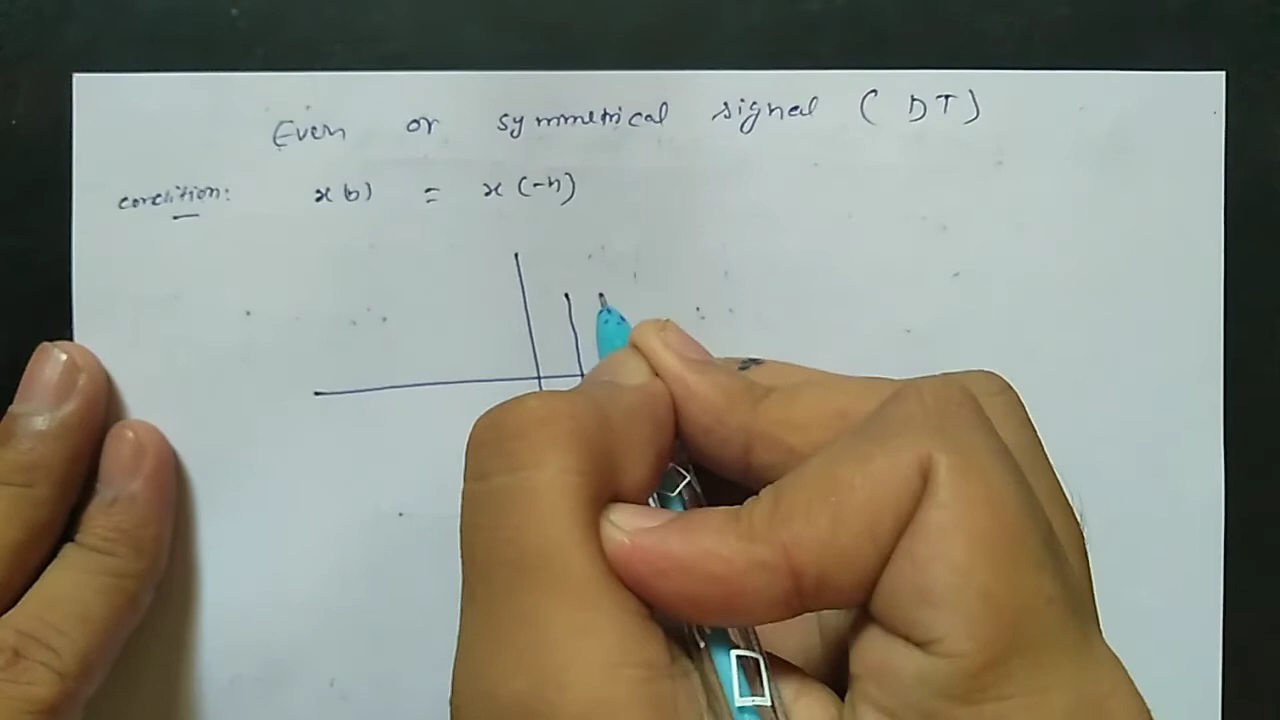 Even or symmetrical signal ( DT )
condition: x(n) = x(-n)